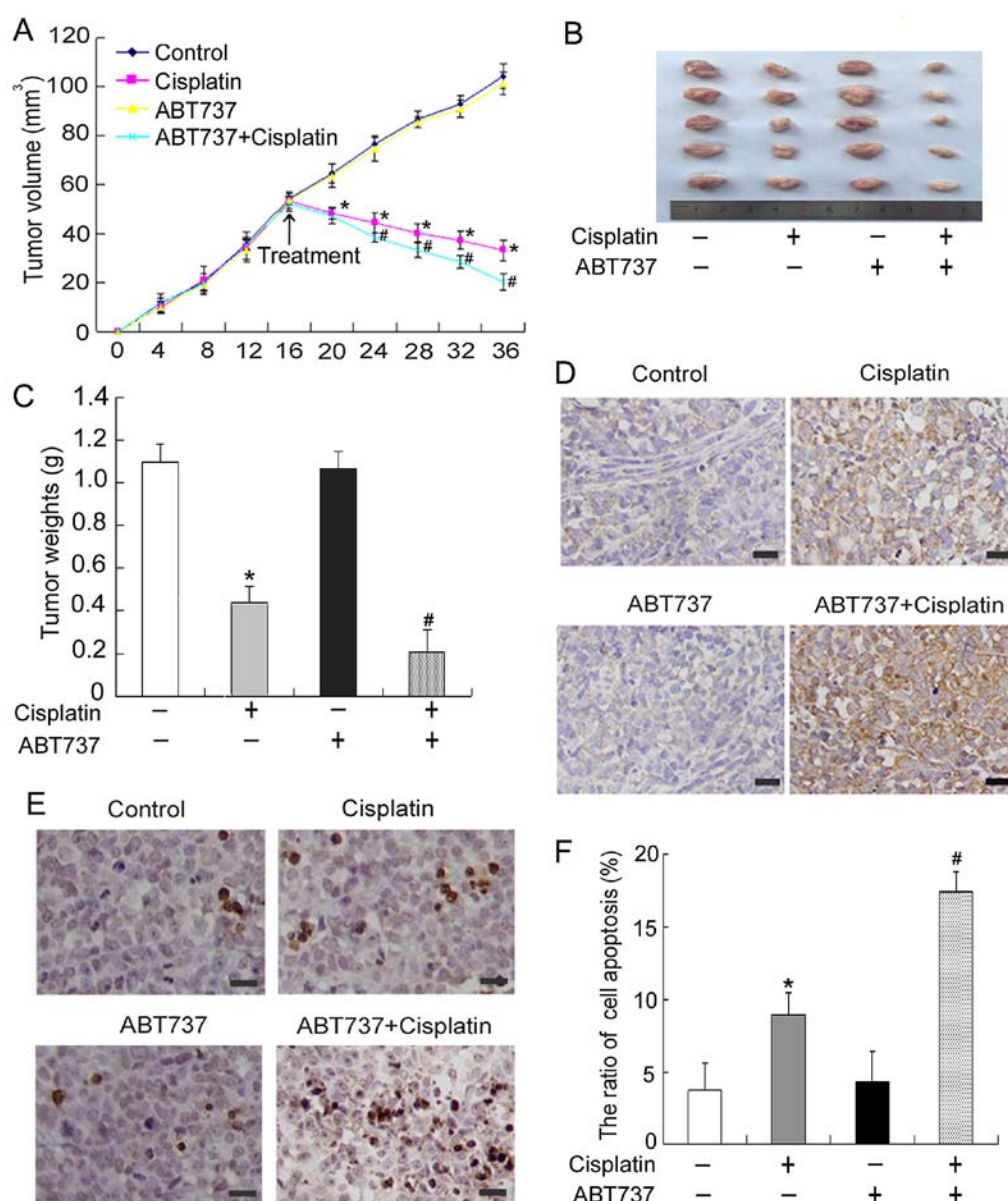 A
Tumor volume (mm³)
120
100
80
60
40
20
0
Control
Cisplatin
ABT737
ABT737+Cisplatin
* * * * *
# # # #
Treatment
0 4 8 12 16 20 24 28 32 36
B
Cisplatin − + − +
ABT737 − − + +
C
Tumor weights (g)
1.4
1.2
1.0
0.8
0.6
0.4
0.2
0
*
#
Cisplatin − + − +
ABT737 − − + +
D
Control Cisplatin
ABT737 ABT737+Cisplatin
E
Control Cisplatin
ABT737 ABT737+Cisplatin
F
The ratio of cell apoptosis (%)
20
15
10
5
0
*
#
Cisplatin − + − +
ABT737 − − + +